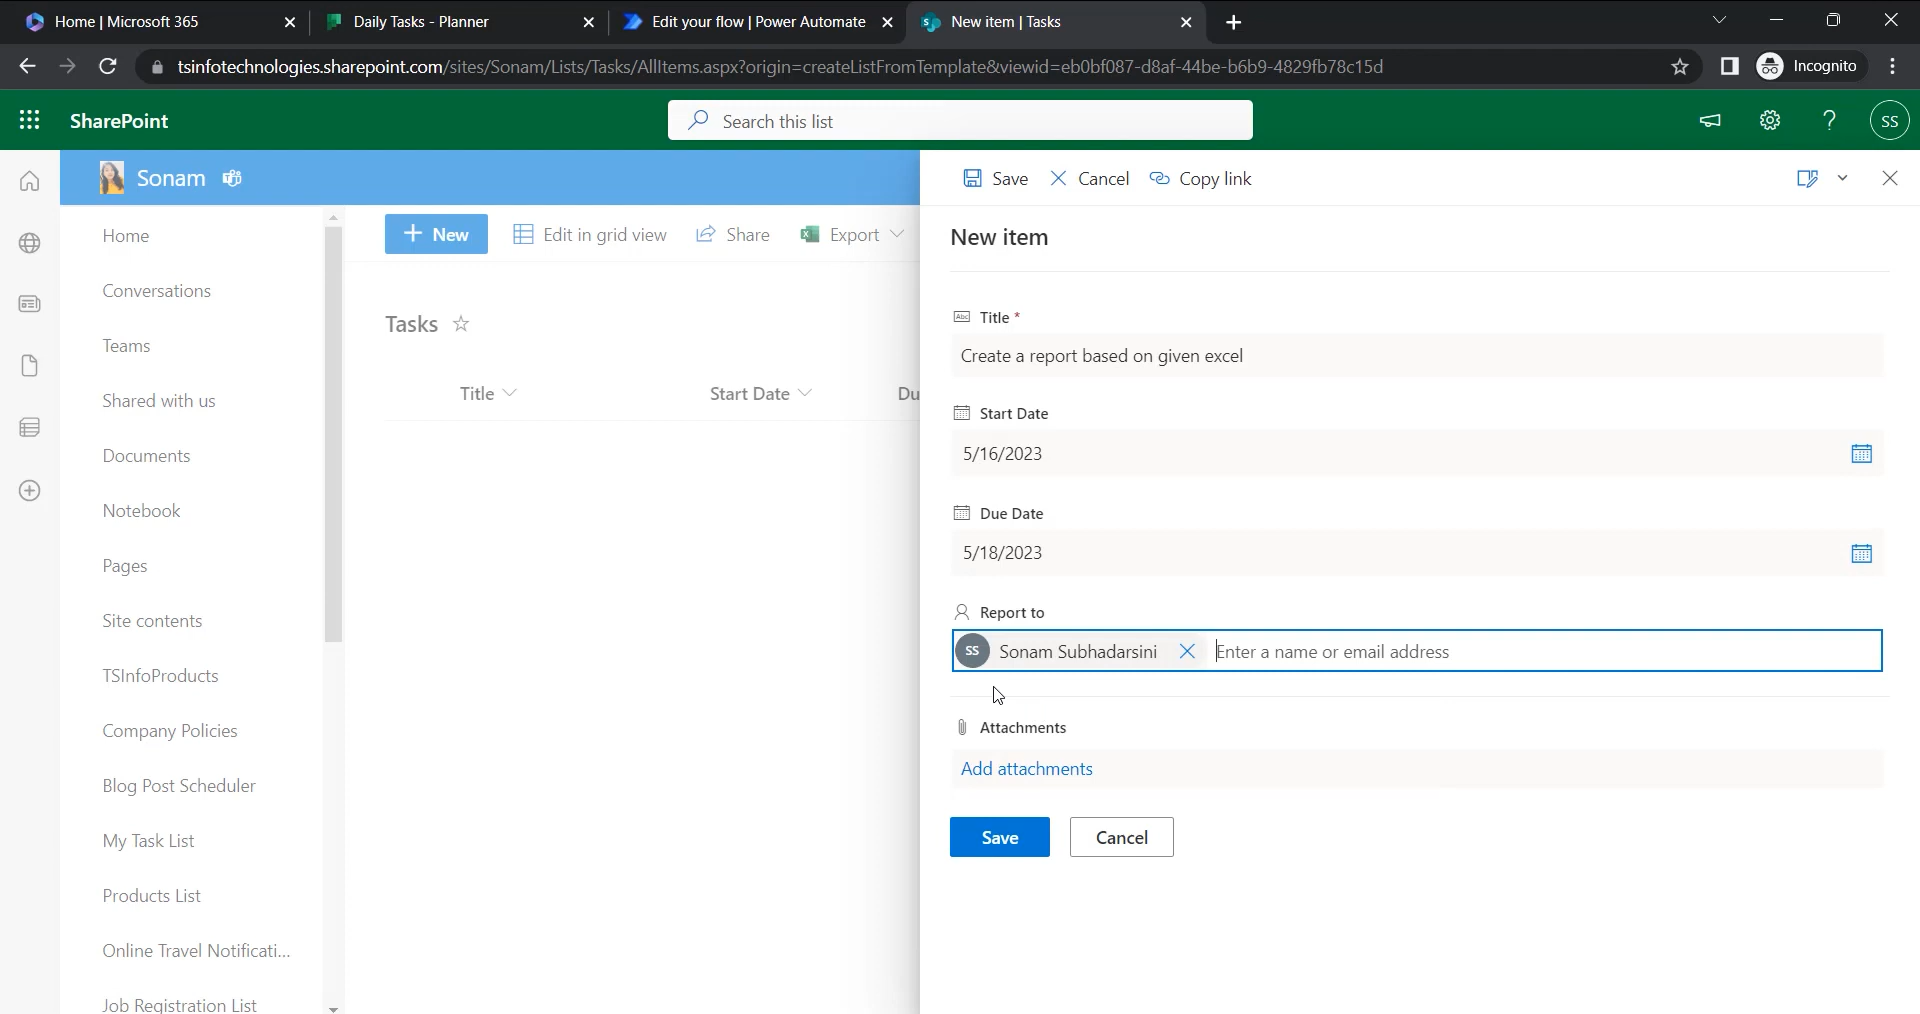 Home | Microsoft 365
Daily Tasks - Planner
Edit your flow | Power Automate
New item | Tasks
tsinfotechnologies.sharepoint.com/sites/Sonam/Lists/Tasks/AllItems.aspx?origin=createListFromTemplate&viewid=eb0bf087-d8af-44be-b6b9-4829fb78c15d
Incognito
SharePoint
Search this list
?
SS
Sonam
Save
Cancel
Copy link
Home
Conversations
Teams
Shared with us
Documents
Notebook
Pages
Site contents
TSInfoProducts
Company Policies
Blog Post Scheduler
My Task List
Products List
Online Travel Notificati...
Job Registration List
New
Edit in grid view
Share
Export
Tasks
Title
Start Date
Du
New item
Abc Title *
Create a report based on given excel
Start Date
5/16/2023
Due Date
5/18/2023
Report to
SS Sonam Subhadarsini Enter a name or email address
Attachments
Add attachments
Save
Cancel